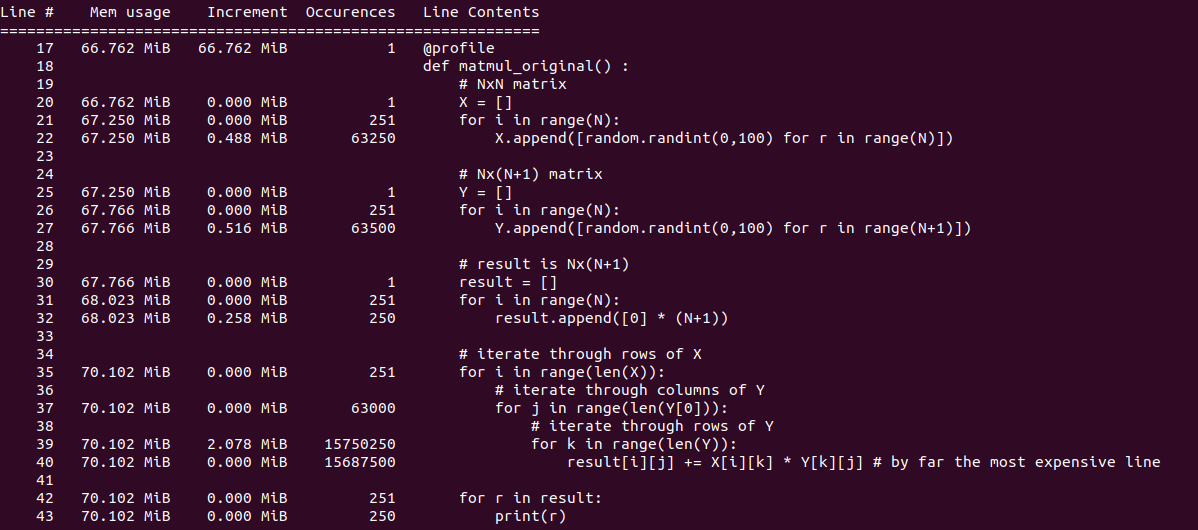 Line #    Mem usage    Increment  Occurences   Line Contents
============================================================
    17   66.762 MiB   66.762 MiB           1   @profile
    18                                         def matmul_original() :
    19                                             # NxN matrix
    20   66.762 MiB    0.000 MiB           1       X = []
    21   67.250 MiB    0.000 MiB         251       for i in range(N):
    22   67.250 MiB    0.488 MiB       63250           X.append([random.randint(0,100) for r in range(N)])
    23
    24                                             # Nx(N+1) matrix
    25   67.250 MiB    0.000 MiB           1       Y = []
    26   67.766 MiB    0.000 MiB         251       for i in range(N):
    27   67.766 MiB    0.516 MiB       63500           Y.append([random.randint(0,100) for r in range(N+1)])
    28
    29                                             # result is Nx(N+1)
    30   67.766 MiB    0.000 MiB           1       result = []
    31   68.023 MiB    0.000 MiB         251       for i in range(N):
    32   68.023 MiB    0.258 MiB         250           result.append([0] * (N+1))
    33
    34                                             # iterate through rows of X
    35   70.102 MiB    0.000 MiB         251       for i in range(len(X)):
    36                                                 # iterate through columns of Y
    37   70.102 MiB    0.000 MiB       63000           for j in range(len(Y[0])):
    38                                                     # iterate through rows of Y
    39   70.102 MiB    2.078 MiB    15750250               for k in range(len(Y)):
    40   70.102 MiB    0.000 MiB    15687500                   result[i][j] += X[i][k] * Y[k][j] # by far the most expensive line
    41
    42   70.102 MiB    0.000 MiB         251       for r in result:
    43   70.102 MiB    0.000 MiB         250           print(r)